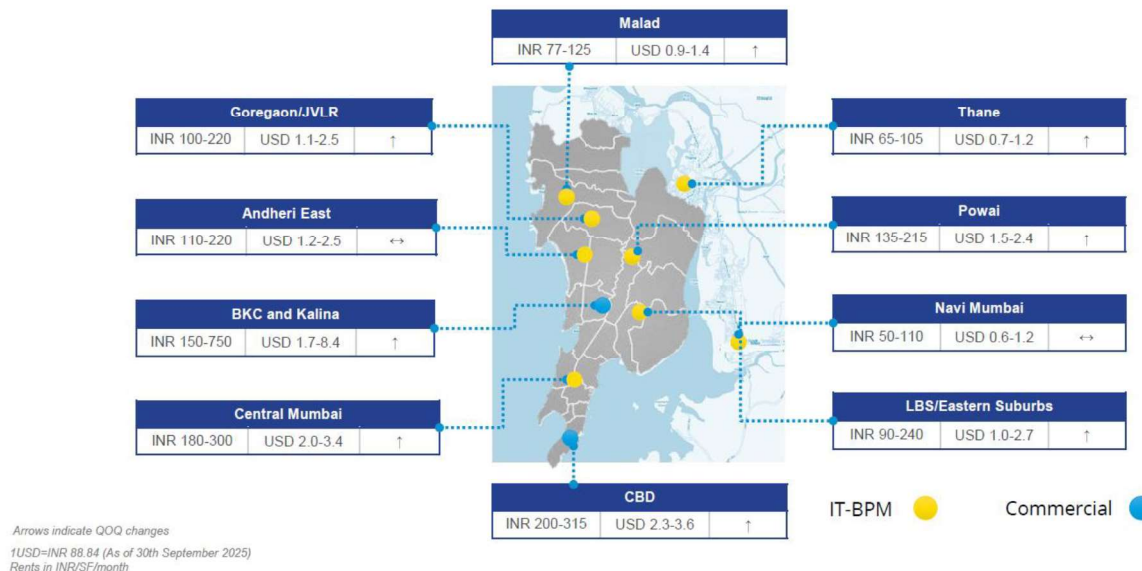 Malad
INR 77-125 USD 0.9-1.4 ↑
Goregaon/JVLR
INR 100-220 USD 1.1-2.5 ↑
Thane
INR 65-105 USD 0.7-1.2 ↑
Andheri East
INR 110-220 USD 1.2-2.5 ↔
Powai
INR 135-215 USD 1.5-2.4 ↑
BKC and Kalina
INR 150-750 USD 1.7-8.4 ↑
Navi Mumbai
INR 50-110 USD 0.6-1.2 ↔
Central Mumbai
INR 180-300 USD 2.0-3.4 ↑
LBS/Eastern Suburbs
INR 90-240 USD 1.0-2.7 ↑
CBD
INR 200-315 USD 2.3-3.6 ↑
IT-BPM Commercial
Arrows indicate QOQ changes
1USD=INR 88.84 (As of 30th September 2025)
Rents in INR/SF/month